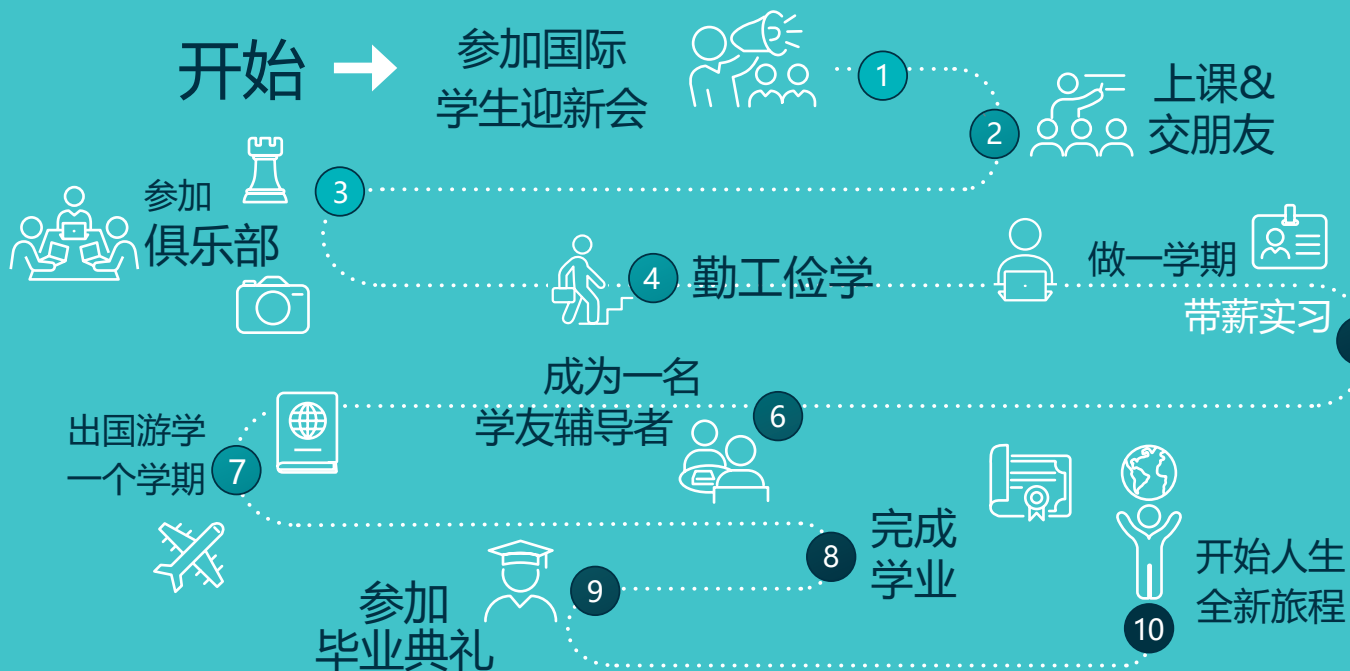 开始
参加国际
学生迎新会
1
2
上课&
交朋友
3
参加
俱乐部
4
勤工俭学
做一学期
带薪实习
6
成为一名
学友辅导者
7
出国游学
一个学期
8
完成
学业
9
参加
毕业典礼
10
开始人生
全新旅程